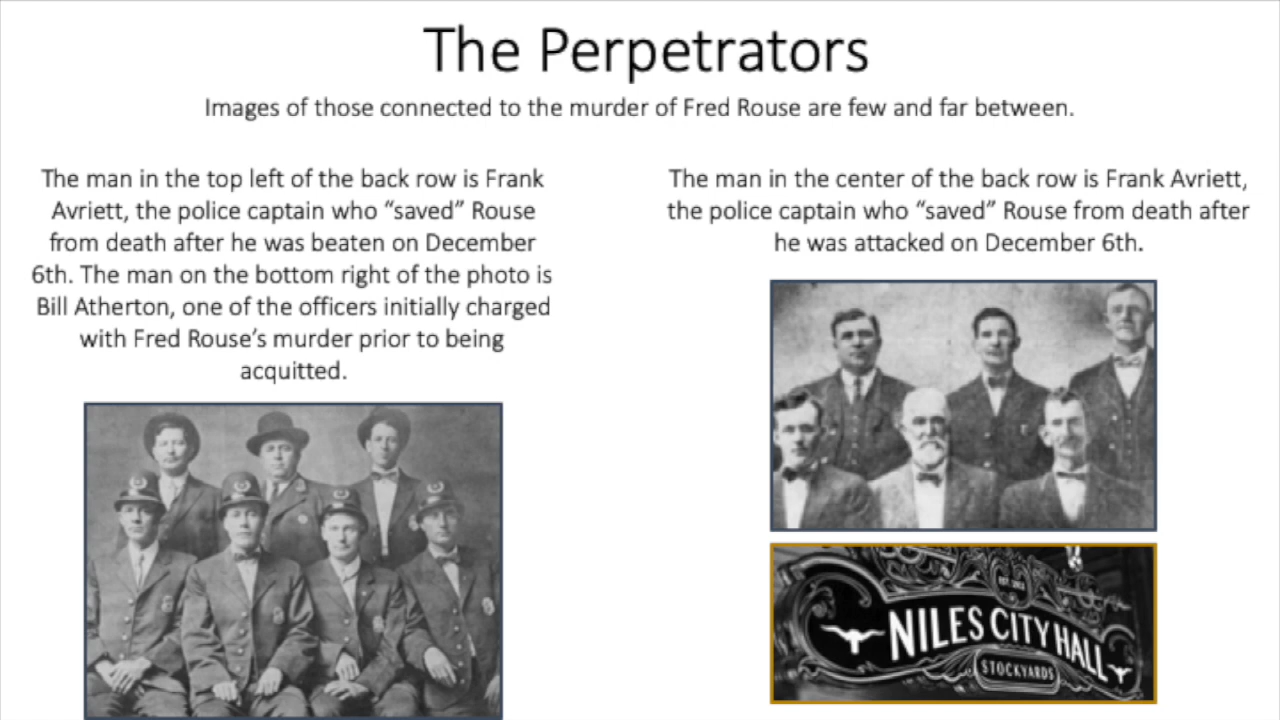 The Perpetrators
Images of those connected to the murder of Fred Rouse are few and far between.
The man in the top left of the back row is Frank
Avriett, the police captain who “saved” Rouse
from death after he was beaten on December
6th. The man on the bottom right of the photo is
Bill Atherton, one of the officers initially charged
with Fred Rouse’s murder prior to being
acquitted.
The man in the center of the back row is Frank Avriett,
the police captain who “saved” Rouse from death after
he was attacked on December 6th.
NILES CITY HALL
STOCKYARDS